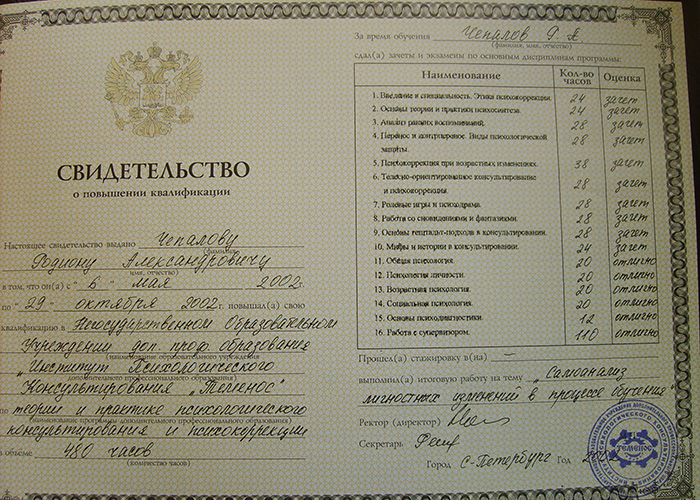 СВИДЕТЕЛЬСТВО
о повышении квалификации
Настоящее свидетельство выдано Чепалову
(фамилия,
Родиону Александровичу
имя, отчество)
в том, что он(а) с "6" мая 2002г.
по "29" октября 2002г. повышал(а) свою
квалификацию в Негосударственном Образовательном
Учреждении доп. проф. образования
(наименование образовательного учреждения
"Институт Психологического
дополнительного профессионального образования)
Консультирования "Теменос"
по теории и практике психологического
(наименование программы дополнительного профессионального образования)
консультирования и психокоррекции
в объеме 480 часов
(количество часов)
За время обучения Чепалов Р. А
(фамилия, имя, отчество)
сдал(а) зачеты и экзамены по основным дисциплинам программы:
Наименование Кол-во часов Оценка
1. Введение в специальность. Этика психокоррекции. 24 зачет
2. Основы теории и практики психосинтеза. 24 зачет
3. Анализ ранних воспоминаний. 28 зачет
4. Перенос и контрперенос. Виды психологической 28 зачет
защиты.
5. Психокоррекция при возрастных изменениях. 38 зачет
6. Телесно-ориентированное консультирование 28 зачет
и психокоррекция.
7. Ролевые игры и психодрама. 28 зачет
8. Работа со сновидениями и фантазиями. 28 зачет
9. Основы гештальт-подхода в консультировании. 28 зачет
10. Мифы и истории в консультировании. 24 зачет
11. Общая психология. 20 отлично
12. Психология личности. 20 отлично
13. Возрастная психология. 20 отлично
14. Социальная психология. 20 отлично
15. Основы психодиагностики. 12 отлично
16. Работа с супервизором. 110 отлично
Прошел(а) стажировку в(на) —
выполнил(а) итоговую работу на тему "Самоанализ
личностных изменений в процессе обучения"
Ректор (директор)
Секретарь
Город С-Петербург Год
ТЕМЕНОС